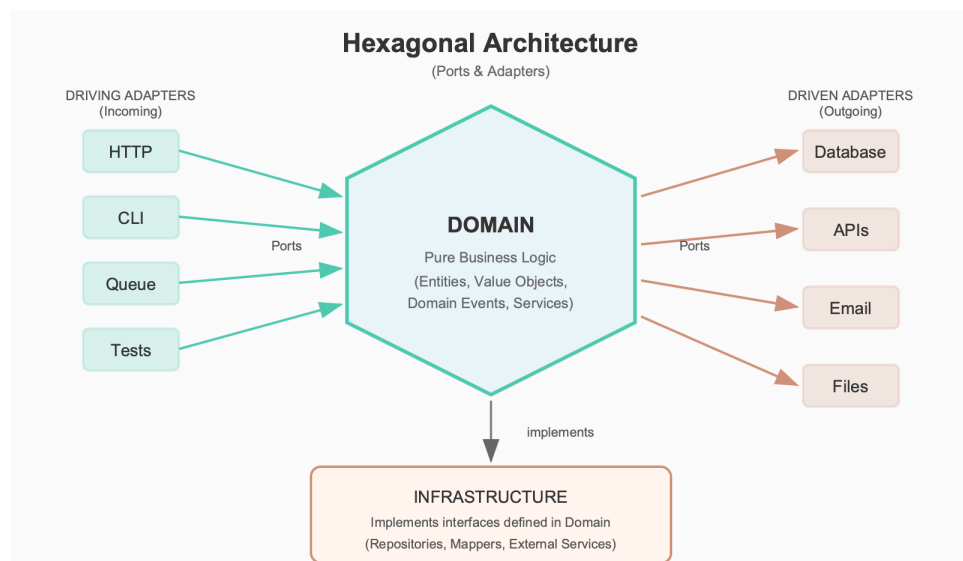 Hexagonal Architecture
(Ports & Adapters)
DRIVING ADAPTERS
(Incoming)
HTTP
CLI
Queue
Tests
Ports
DOMAIN
Pure Business Logic
(Entities, Value Objects,
Domain Events, Services)
DRIVEN ADAPTERS
(Outgoing)
Database
APIs
Email
Files
Ports
implements
INFRASTRUCTURE
Implements interfaces defined in Domain
(Repositories, Mappers, External Services)